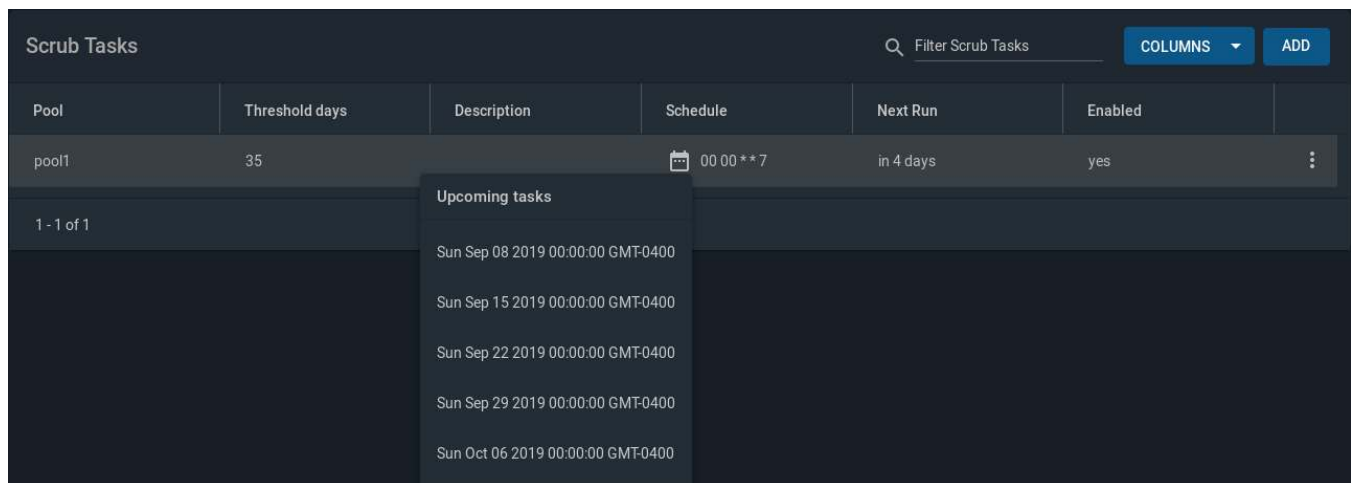 Scrub Tasks Filter Scrub Tasks COLUMNS ADD
Pool Threshold days Description Schedule Next Run Enabled
pool1 35 00 00 * * 7 in 4 days yes
Upcoming tasks
1 - 1 of 1
Sun Sep 08 2019 00:00:00 GMT-0400
Sun Sep 15 2019 00:00:00 GMT-0400
Sun Sep 22 2019 00:00:00 GMT-0400
Sun Sep 29 2019 00:00:00 GMT-0400
Sun Oct 06 2019 00:00:00 GMT-0400